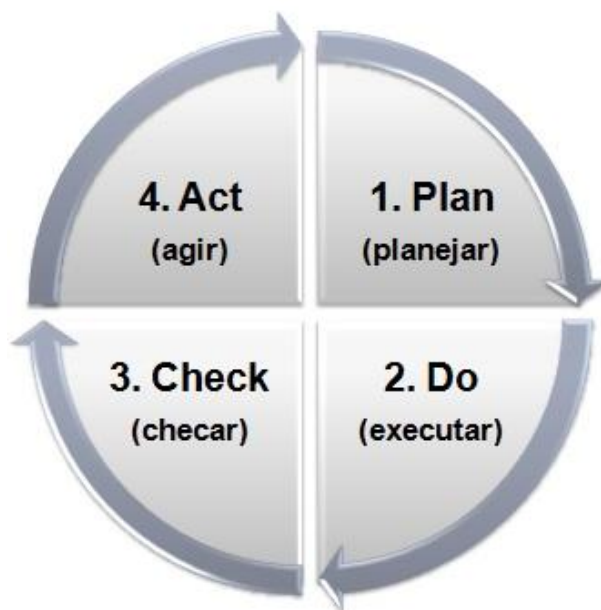 4. Act
(agir)
1. Plan
(planejar)
3. Check
(checar)
2. Do
(executar)